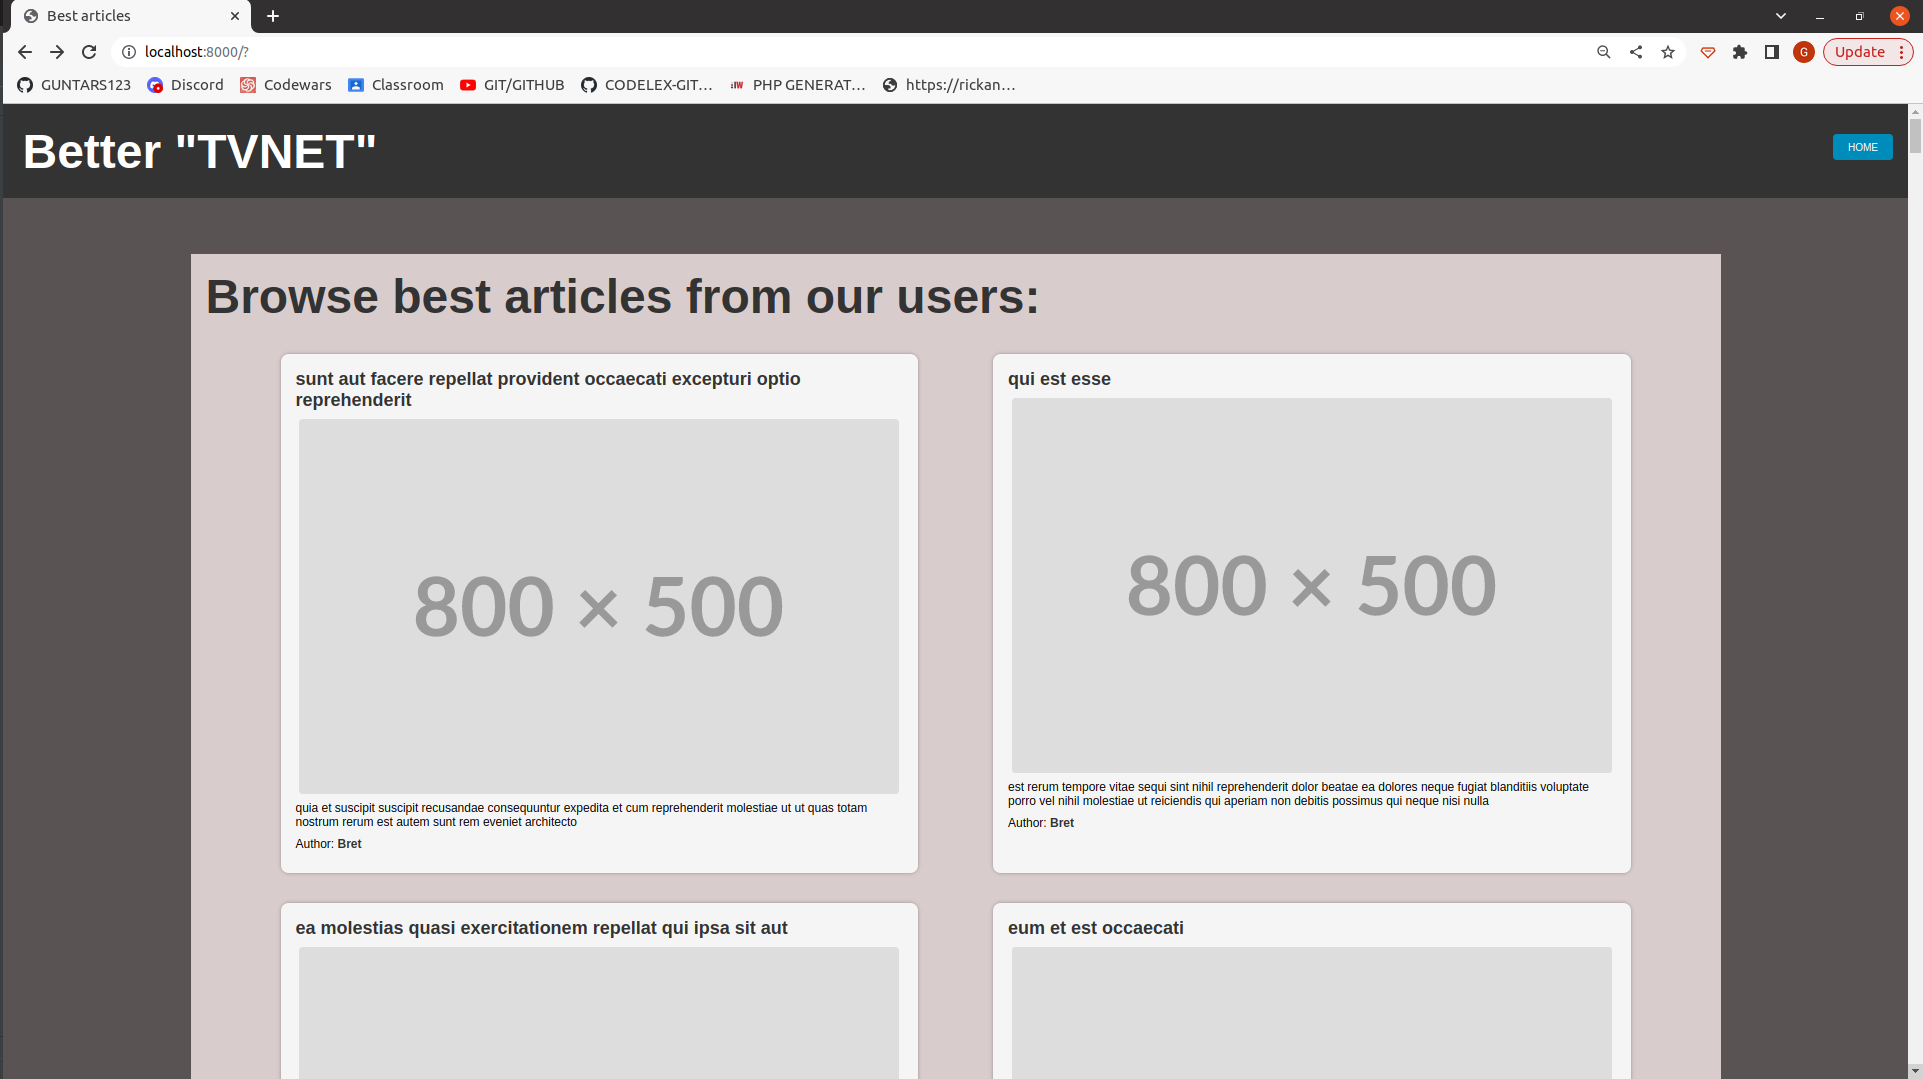 Best articles
localhost:8000/?
G
Update
GUNTARS123
Discord
Codewars
Classroom
GIT/GITHUB
CODELEX-GIT…
PHP GENERAT…
https://rickan…
Better "TVNET"
HOME
Browse best articles from our users:
sunt aut facere repellat provident occaecati excepturi optio
reprehenderit
800 × 500
quia et suscipit suscipit recusandae consequuntur expedita et cum reprehenderit molestiae ut ut quas totam
nostrum rerum est autem sunt rem eveniet architecto
Author: Bret
qui est esse
800 × 500
est rerum tempore vitae sequi sint nihil reprehenderit dolor beatae ea dolores neque fugiat blanditiis voluptate
porro vel nihil molestiae ut reiciendis qui aperiam non debitis possimus qui neque nisi nulla
Author: Bret
ea molestias quasi exercitationem repellat qui ipsa sit aut
eum et est occaecati